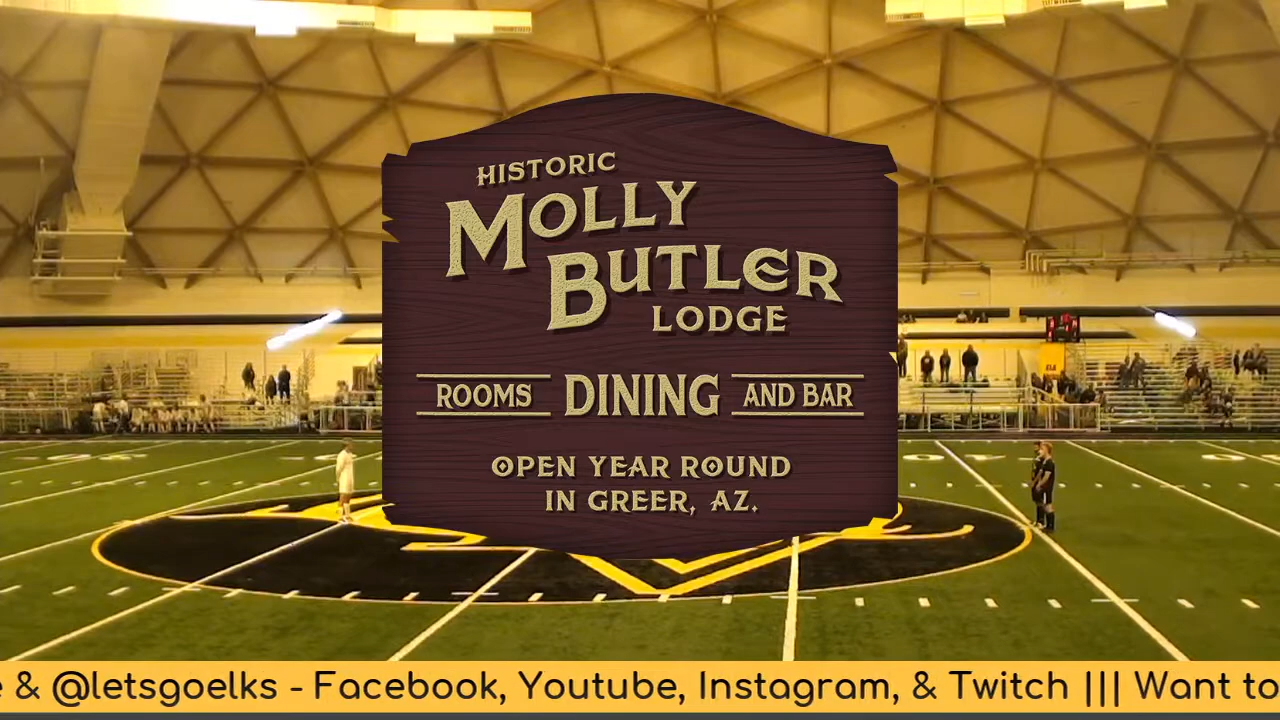 HISTORIC
MOLLY
BUTLER
LODGE
ROOMS DINING AND BAR
OPEN YEAR ROUND
IN GREER, AZ.
& @letsgoelks - Facebook, Youtube, Instagram, & Twitch ||| Want to